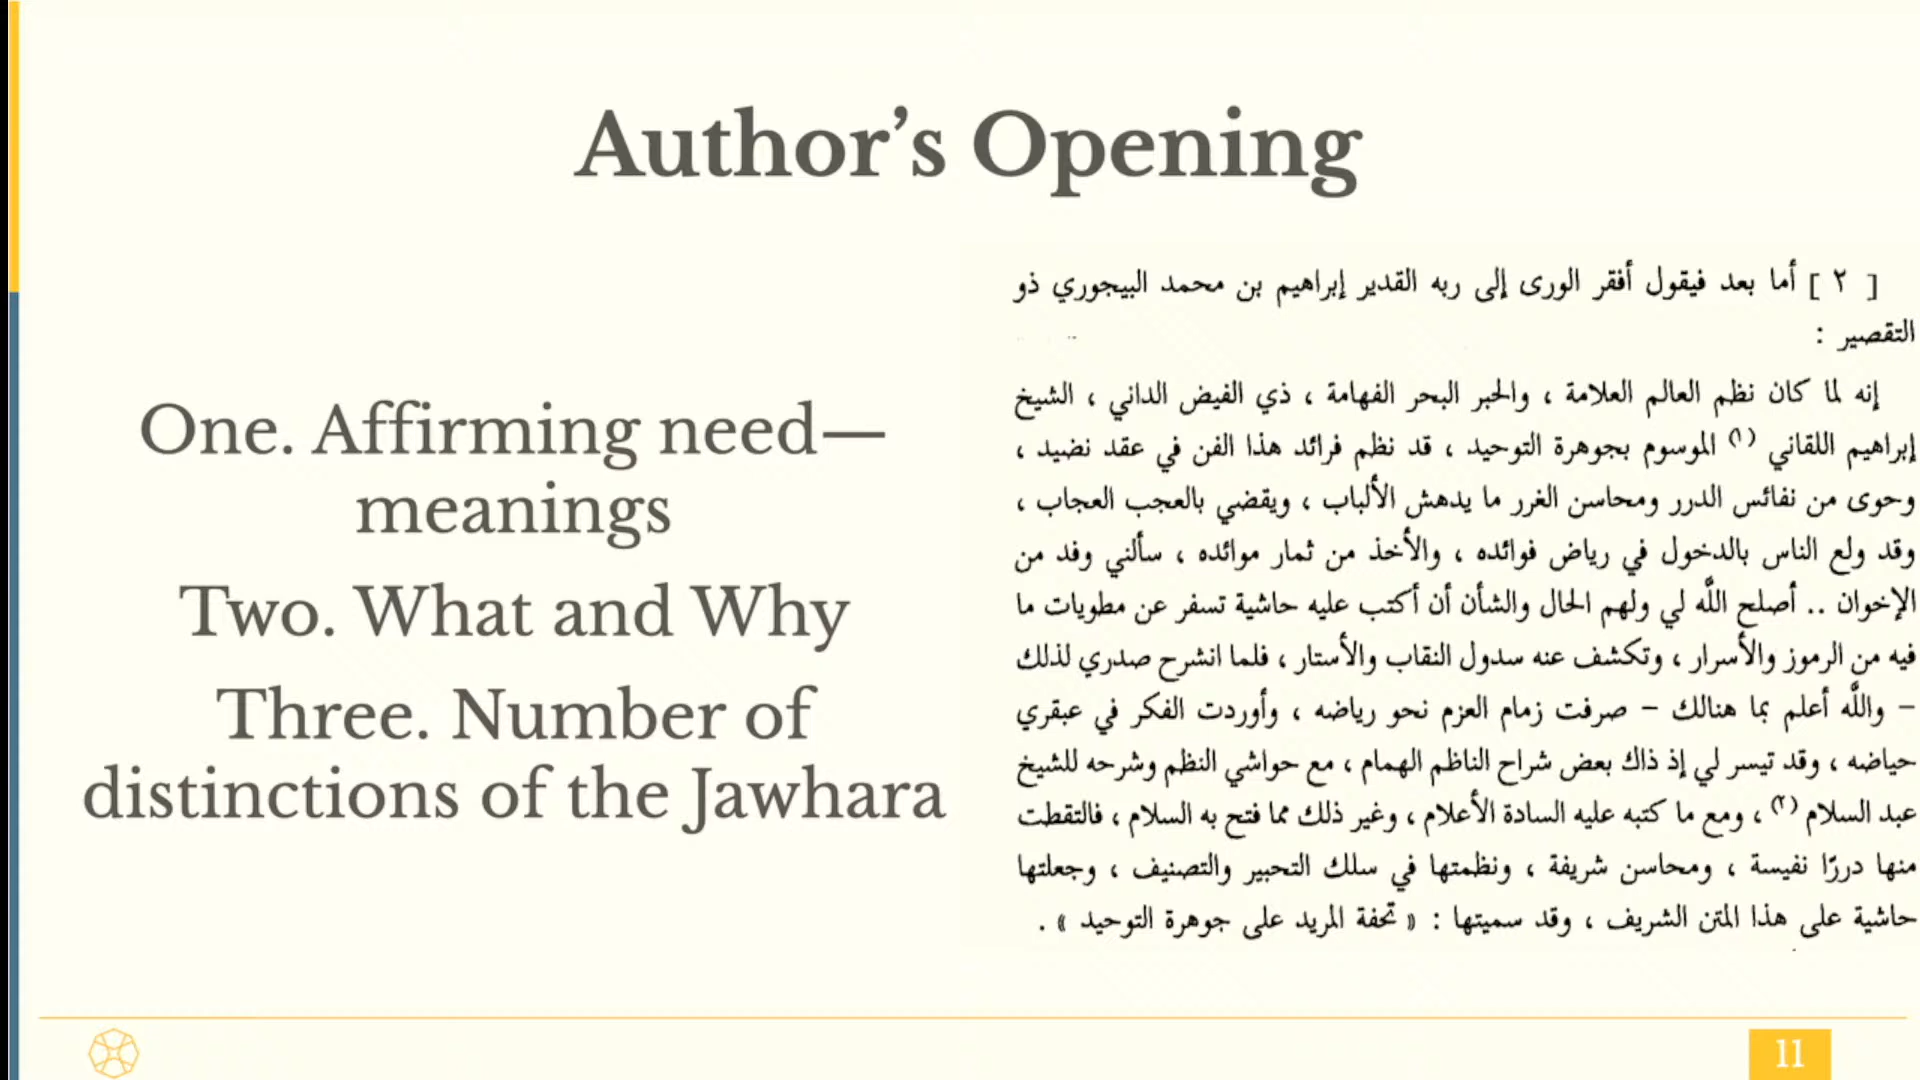 Author’s Opening
One. Affirming need—
meanings
Two. What and Why
Three. Number of
distinctions of the Jawhara
[ ٢ ] أما بعد فيقول أفقر الورى إلى ربه القدير إبراهيم بن محمد البيجوري ذو
التقصير :
إنه لما كان نظم العالم العلامة ، والحبر البحر الفهامة ، ذي الفيض الداني ، الشيخ
إبراهيم اللقاني (١) الموسوم بجوهرة التوحيد ، قد نظم فرائد هذا الفن في عقد نضيد ،
وحوى من نفائس الدرر ومحاسن الغرر ما يدهش الألباب ، ويقضي بالعجب العجاب ،
وقد ولع الناس بالدخول في رياض فوائده ، والأخذ من ثمار موائده ، سألني وفد من
الإخوان .. أصلح اللَّه لي ولهم الحال والشأن أن أكتب عليه حاشية تسفر عن مطويات ما
فيه من الرموز والأسرار ، وتكشف عنه سدول النقاب والأستار ، فلما انشرح صدري لذلك
– واللَّه أعلم بما هنالك – صرفت زمام العزم نحو رياضه ، وأوردت الفكر في عبقري
حياضه ، وقد تيسر لي إذ ذاك بعض شراح الناظم الهمام ، مع حواشي النظم وشرحه للشيخ
عبد السلام (٢) ، ومع ما كتبه عليه السادة الأعلام ، وغير ذلك مما فتح به السلام ، فالتقطت
منها دررًا نفيسة ، ومحاسن شريفة ، ونظمتها في سلك التحبير والتصنيف ، وجعلتها
حاشية على هذا المتن الشريف ، وقد سميتها : « تحفة المريد على جوهرة التوحيد » .
11